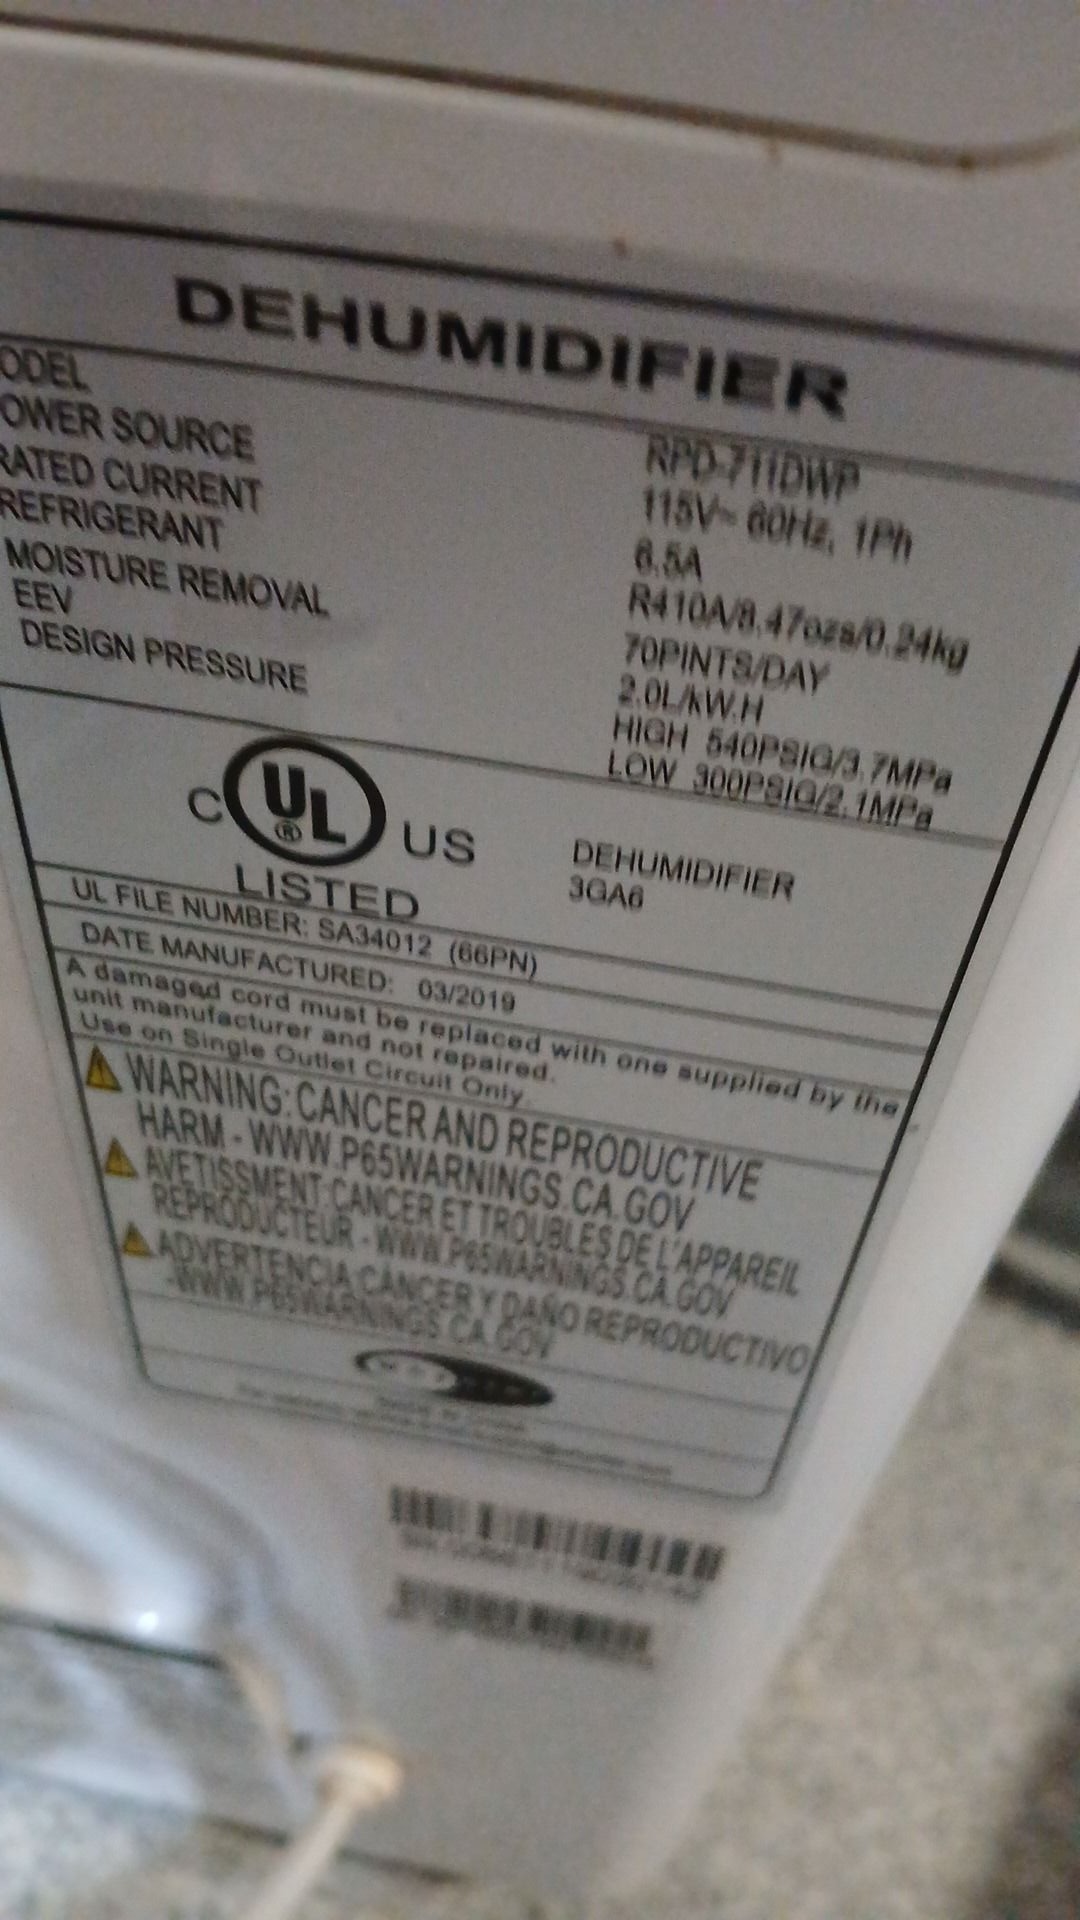 DEHUMIDIFIER
ODEL RPD-711DWP
OWER SOURCE 115V~ 60Hz, 1Ph
RATED CURRENT 6.5A
REFRIGERANT R410A/8.47ozs/0.24kg
MOISTURE REMOVAL 70PINTS/DAY
EEV 2.0L/kW.H
DESIGN PRESSURE HIGH 540PSIG/3.7MPa
LOW 300PSIG/2.1MPa
C UL ® US
LISTED
DEHUMIDIFIER
3GA6
UL FILE NUMBER: SA34012 (66PN)
DATE MANUFACTURED: 03/2019
A damaged cord must be replaced with one supplied by the
unit manufacturer and not repaired.
Use on Single Outlet Circuit Only.
WARNING: CANCER AND REPRODUCTIVE
HARM - WWW.P65WARNINGS.CA.GOV
AVETISSMENT: CANCER ET TROUBLES DE L'APPAREIL
REPRODUCTEUR - WWW.P65WARNINGS.CA.GOV
ADVERTENCIA: CÁNCER Y DAÑO REPRODUCTIVO
-WWW.P65WARNINGS.CA.GOV